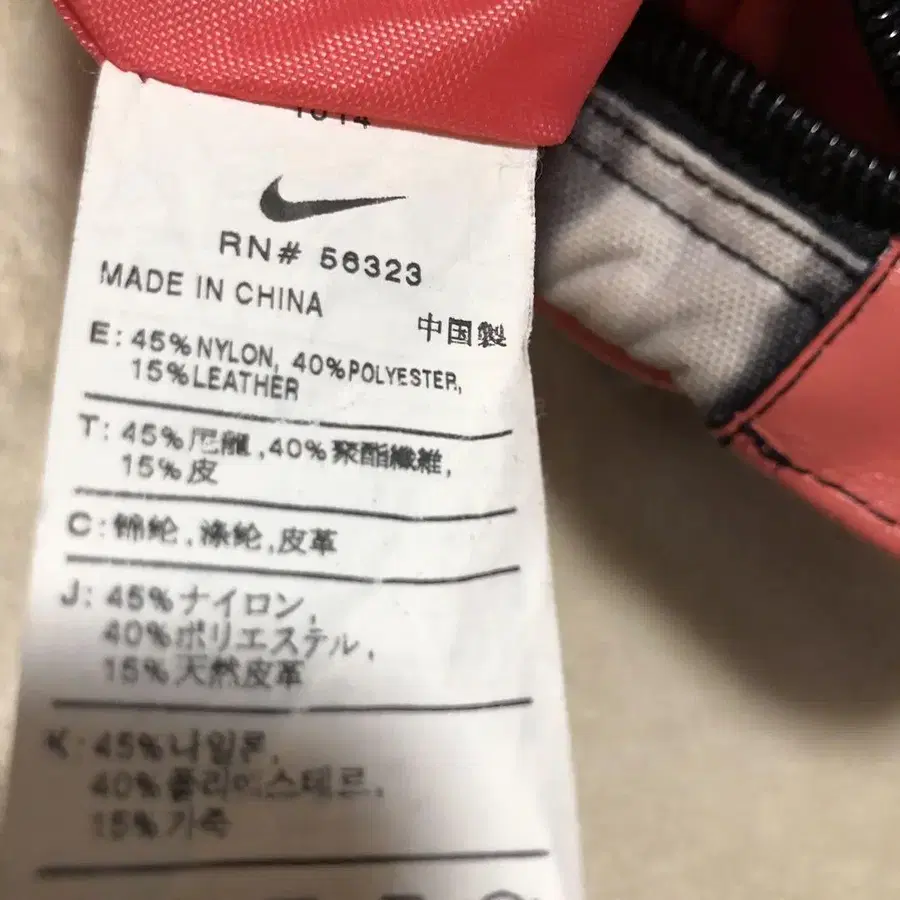 1014
RN# 56323
MADE IN CHINA
中国製
E: 45% NYLON, 40% POLYESTER,
15% LEATHER
T: 45%尼龍,40%聚酯纖維,
15%皮
C: 锦纶,涤纶,皮革
J: 45%ナイロン,
40%ポリエステル,
15%天然皮革
K: 45%나일론,
40%폴리에스테르,
15%가죽